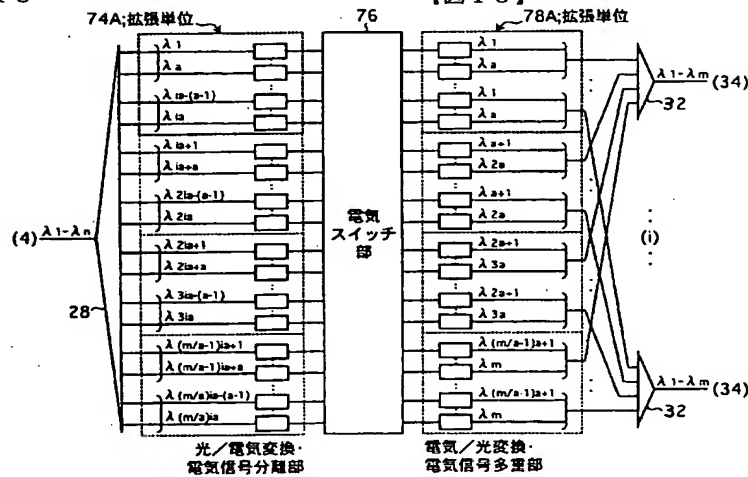 【図１８】
74A;拡張単位
76
78A;拡張単位
λ1
λa
λia-(a-1)
λia
λia+1
λia+a
λ2ia-(a-1)
λ2ia
λ2ia+1
λ2ia+a
λ3ia-(a-1)
λ3ia
λ(m/a-1)ia+1
λ(m/a-1)ia+a
λ(m/a)ia-(a-1)
λ(m/a)ia
(4) λ1-λn
28
電気
スイッチ
部
λ1
λa
λ1
λa
λa+1
λ2a
λa+1
λ2a
λ2a+1
λ3a
λ2a+1
λ3a
λ(m/a-1)a+1
λm
λ(m/a-1)a+1
λm
λ1-λm (34)
32
(i)
λ1-λm (34)
32
光／電気変換・
電気信号分離部
電気／光変換・
電気信号多重部